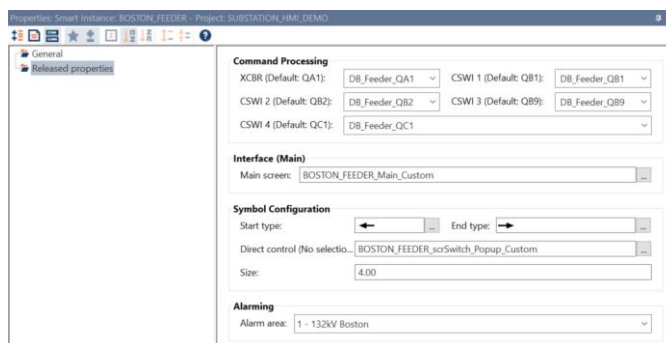 Properties: Smart Instance: BOSTON_FEEDER - Project: SUBSTATION_HMI_DEMO
General
Released properties
Command Processing
XCBR (Default: QA1): DB_Feeder_QA1 CSWI 1 (Default: QB1): DB_Feeder_QB1
CSWI 2 (Default: QB2): DB_Feeder_QB2 CSWI 3 (Default: QB9): DB_Feeder_QB9
CSWI 4 (Default: QC1): DB_Feeder_QC1
Interface (Main)
Main screen: BOSTON_FEEDER_Main_Custom ...
Symbol Configuration
Start type: ... End type: ...
Direct control (No selectio... BOSTON_FEEDER_scrSwitch_Popup_Custom ...
Size: 4.00
Alarming
Alarm area: 1 - 132kV Boston